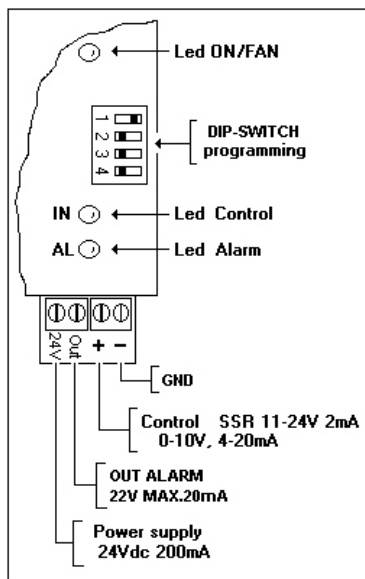 Led ON/FAN
1
2
3
4
DIP-SWITCH
programming
IN
Led Control
AL
Led Alarm
24V
Out
+
−
GND
Control SSR 11-24V 2mA
0-10V, 4-20mA
OUT ALARM
22V MAX.20mA
Power supply
24Vdc 200mA